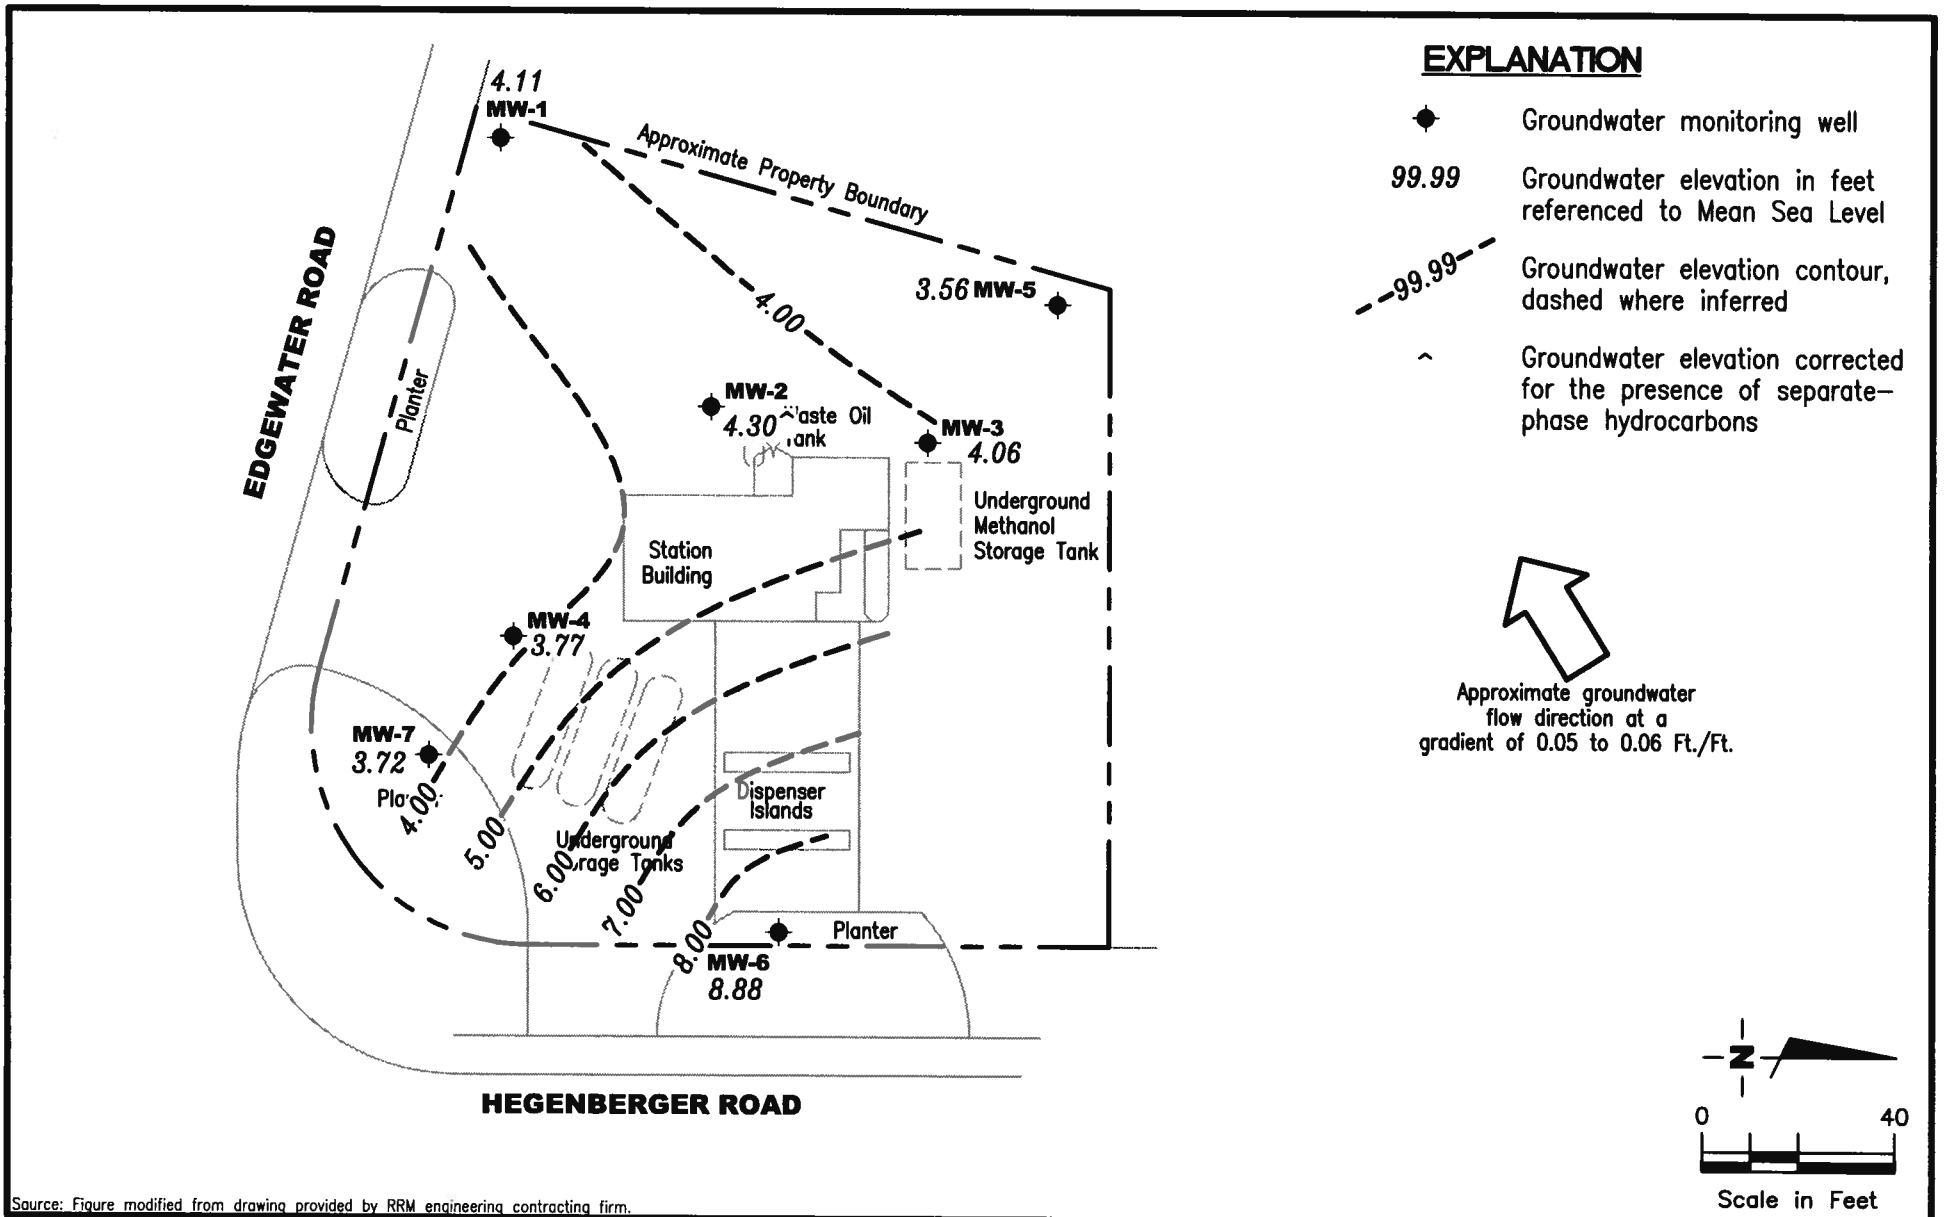 EXPLANATION
Groundwater monitoring well
99.99
Groundwater elevation in feet
referenced to Mean Sea Level
99.99
Groundwater elevation contour,
dashed where inferred
^
Groundwater elevation corrected
for the presence of separate-
phase hydrocarbons
4.11
MW-1
Approximate Property Boundary
EDGEWATER ROAD
Planter
4.00
3.56 MW-5
MW-2
4.30^
Oil
MW-3
4.06
Underground
Methanol
Storage Tank
Station
Building
MW-4
3.77
MW-7
3.72
4.00
5.00
Underground
Tanks
6.00
7.00
8.00
Dispenser
Islands
Planter
MW-6
8.88
HEGENBERGER ROAD
Approximate groundwater
flow direction at a
gradient of 0.05 to 0.06 Ft./Ft.
N
0 40
Scale in Feet
Source: Figure modified from drawing provided by RRM engineering contracting firm.